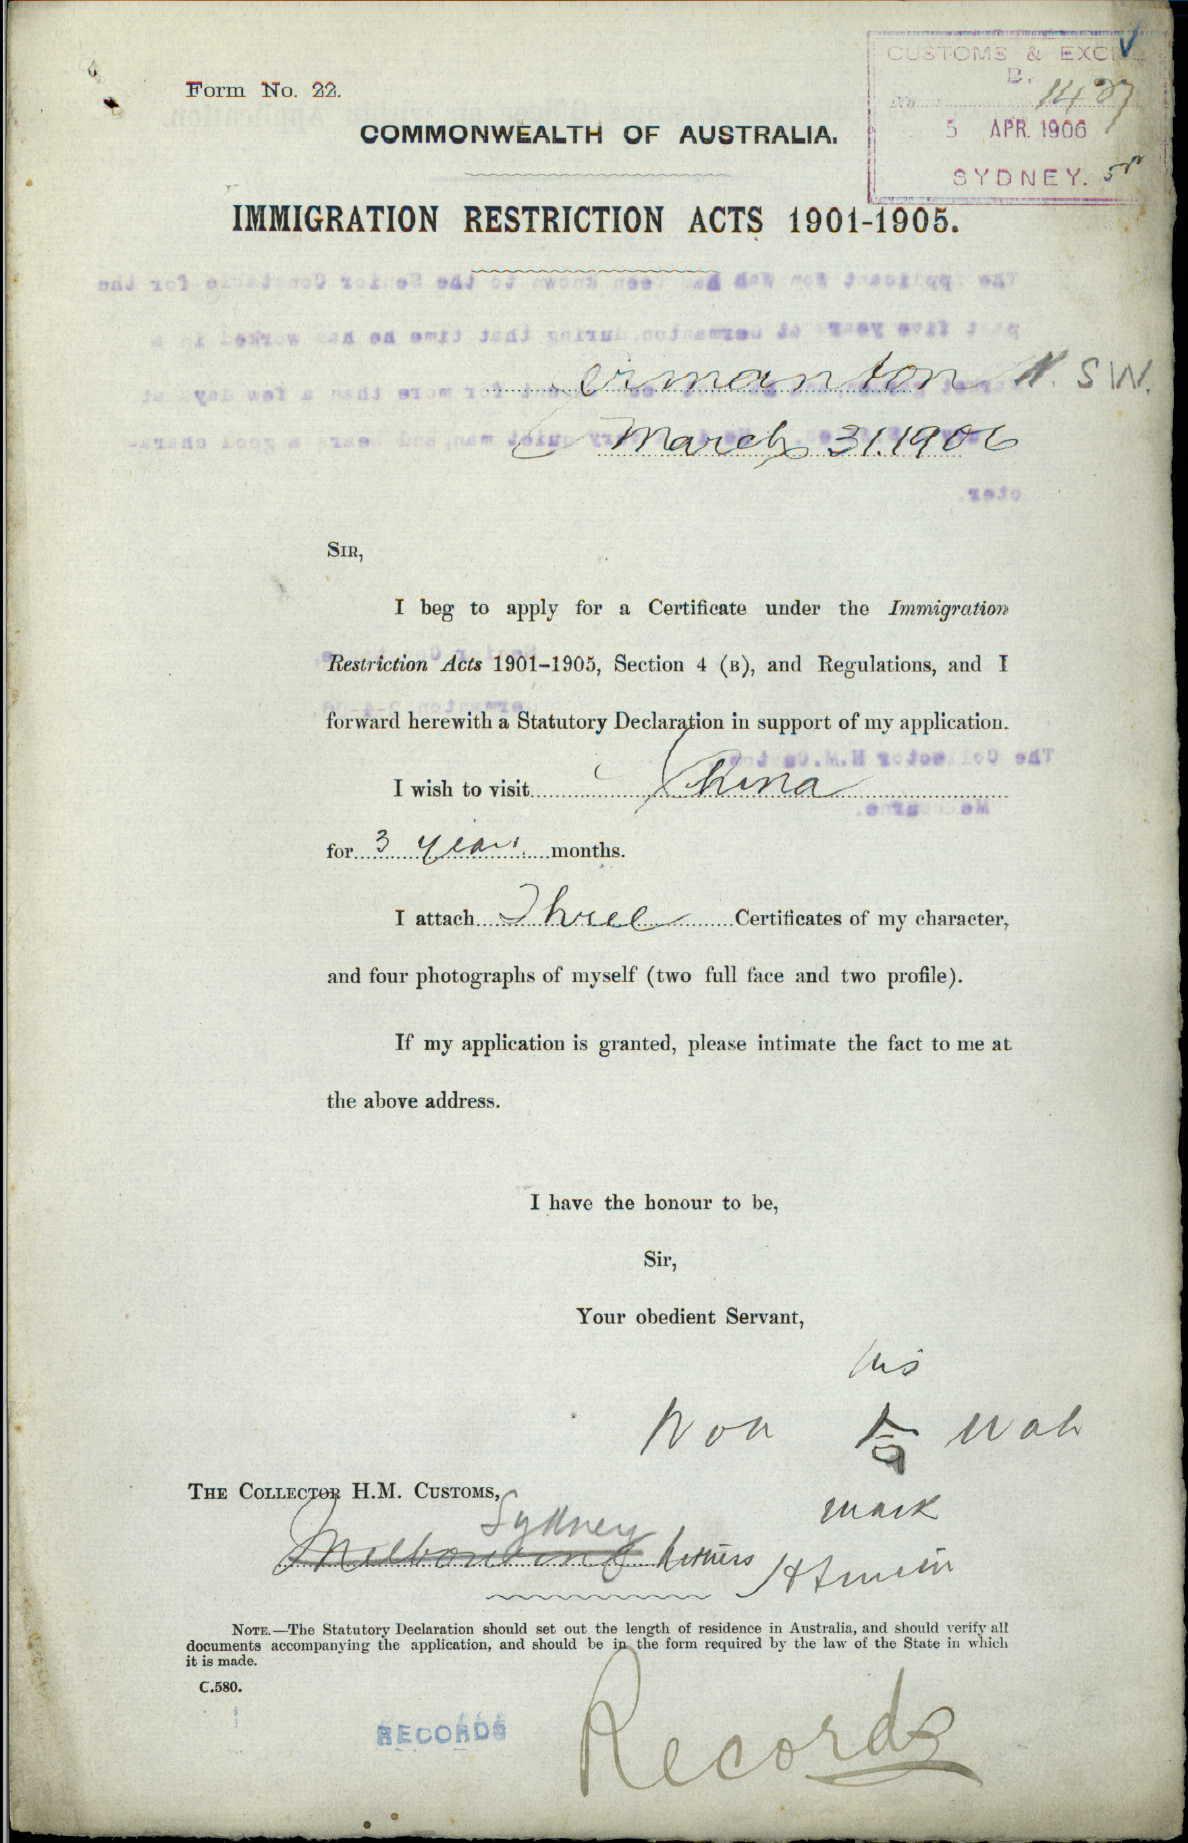 CUSTOMS & EXCI
B.
1427
5 APR. 1906
SYDNEY.
Form No. 22.
COMMONWEALTH OF AUSTRALIA.
IMMIGRATION RESTRICTION ACTS 1901-1905.
Germanton N.S.W.
March 31.1906
SIR,
I beg to apply for a Certificate under the Immigration
Restriction Acts 1901–1905, Section 4 (B), and Regulations, and I
forward herewith a Statutory Declaration in support of my application.
I wish to visit China
for 3 years months.
I attach Three Certificates of my character,
and four photographs of myself (two full face and two profile).
If my application is granted, please intimate the fact to me at
the above address.
I have the honour to be,
Sir,
Your obedient Servant,
his
Won Wah
mark
THE COLLECTOR H.M. CUSTOMS,
Sydney
Melbourne Witness
NOTE.—The Statutory Declaration should set out the length of residence in Australia, and should verify all
documents accompanying the application, and should be in the form required by the law of the State in which
it is made.
C.580.
RECORDS
Records